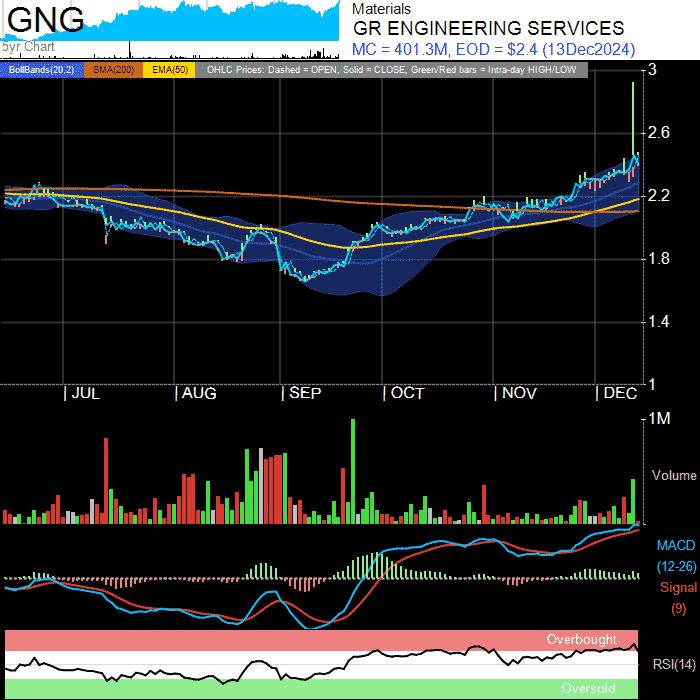 GNG
5yr Chart
Materials
GR ENGINEERING SERVICES
MC = 401.3M, EOD = $2.4 (13Dec2024)
BollBands(20,2) SMA(200) EMA(50) OHLC Prices: Dashed = OPEN, Solid = CLOSE, Green/Red bars = Intra-day HIGH/LOW
3
2.6
2.2
1.8
1.4
1
JUL AUG SEP OCT NOV DEC
1M
Volume
MACD
(12-26)
Signal
(9)
Overbought
RSI(14)
Oversold